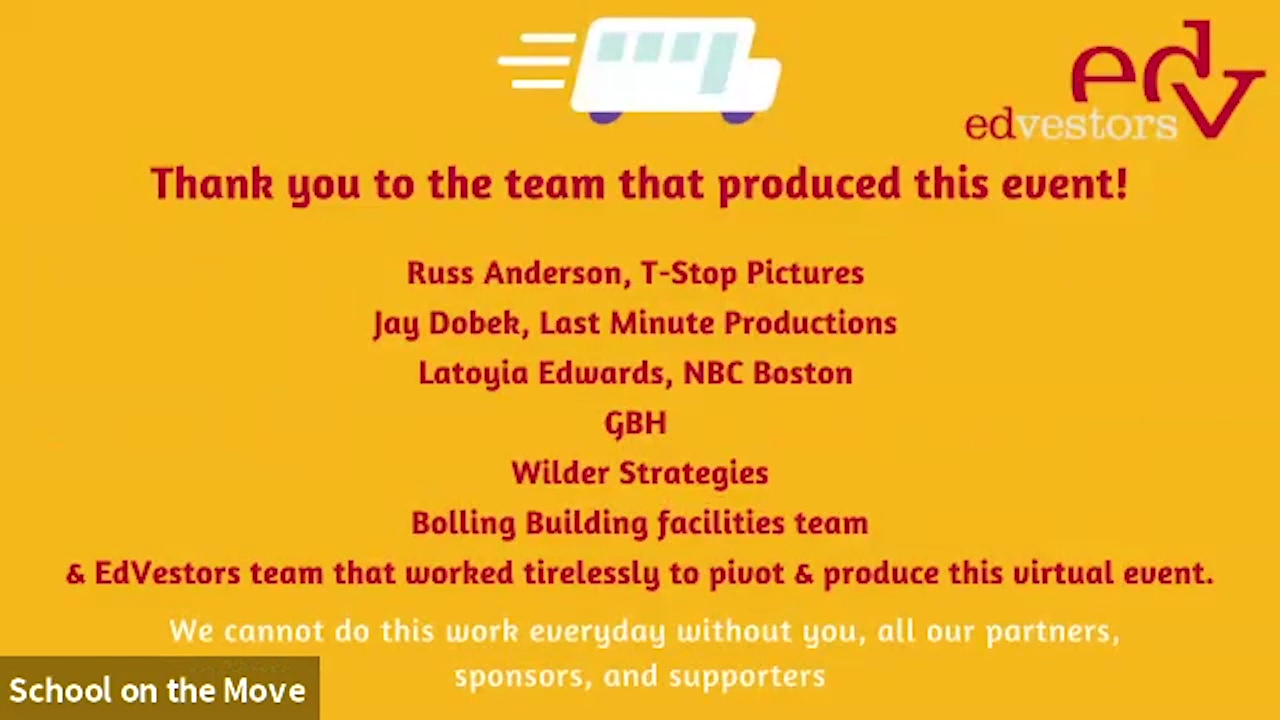 edv
edvestors
Thank you to the team that produced this event!
Russ Anderson, T-Stop Pictures
Jay Dobek, Last Minute Productions
Latoyia Edwards, NBC Boston
GBH
Wilder Strategies
Bolling Building facilities team
& EdVestors team that worked tirelessly to pivot & produce this virtual event.
We cannot do this work everyday without you, all our partners,
sponsors, and supporters
School on the Move